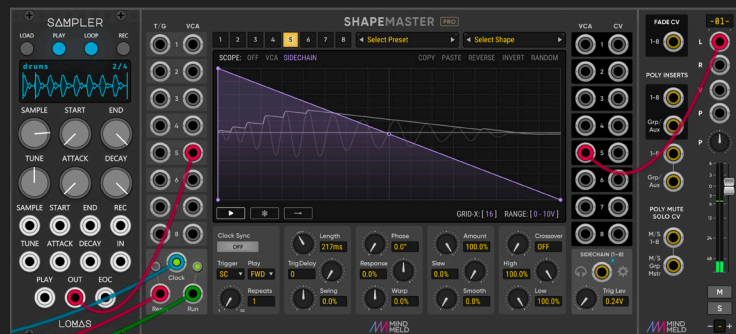 SAMPLER
LOAD PLAY LOOP REC
drums 2/4
SAMPLE START END
TUNE ATTACK DECAY
SAMPLE START END REC
TUNE ATTACK DECAY IN
PLAY OUT EOC
LOMAS
T/G VCA
1
2
3
4
5
6
7
8
Clock
Run
SHAPEMASTER PRO
1 2 3 4 5 6 7 8 Select Preset Select Shape
SCOPE: OFF VCA SIDECHAIN COPY PASTE REVERSE INVERT RANDOM
GRID-X: [ 16 ] RANGE: [ 0 - 10V ]
Clock Sync
OFF
Length
217ms
Phase
0.0°
Amount
100.0%
Crossover
OFF
Trigger Play
SC FWD
TrigDelay
0
Response
0.0%
Slew
0.0%
High
100.0%
Repeats
1
Swing
0.0%
Warp
0.0%
Smooth
0.0%
Low
100.0%
VCA CV
1
2
3
4
5
6
7
8
SIDECHAIN (1-8)
Trig Lev
0.24V
MIND MELD
FADE CV
1-8
POLY INSERTS
1-8
Grp/Aux
1-8
Grp/Aux
POLY MUTE
SOLO CV
M/S
1-8
M/S
Grp
Mstr
MIND MELD
-01-
L
R
V
P
P
M
S